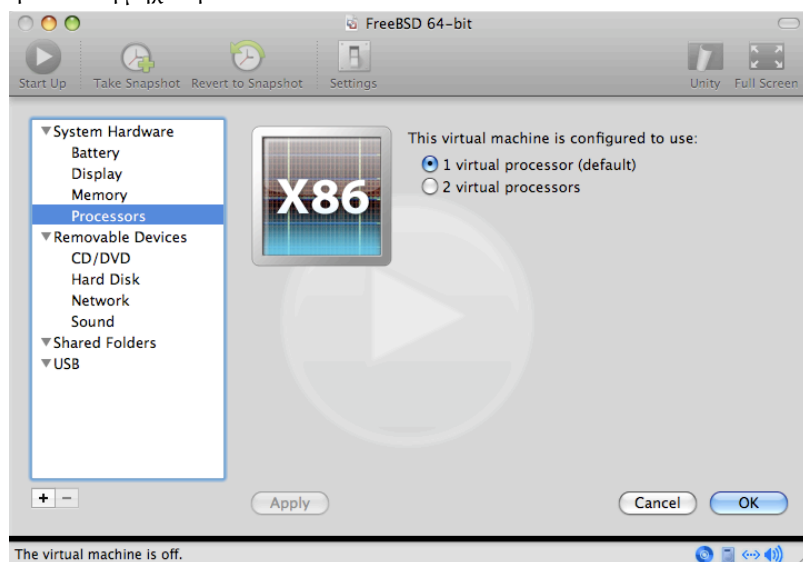 FreeBSD 64-bit
Start Up
Take Snapshot
Revert to Snapshot
Settings
Unity
Full Screen
System Hardware
Battery
Display
Memory
Processors
Removable Devices
CD/DVD
Hard Disk
Network
Sound
Shared Folders
USB
X86
This virtual machine is configured to use:
1 virtual processor (default)
2 virtual processors
+ −
Apply
Cancel
OK
The virtual machine is off.